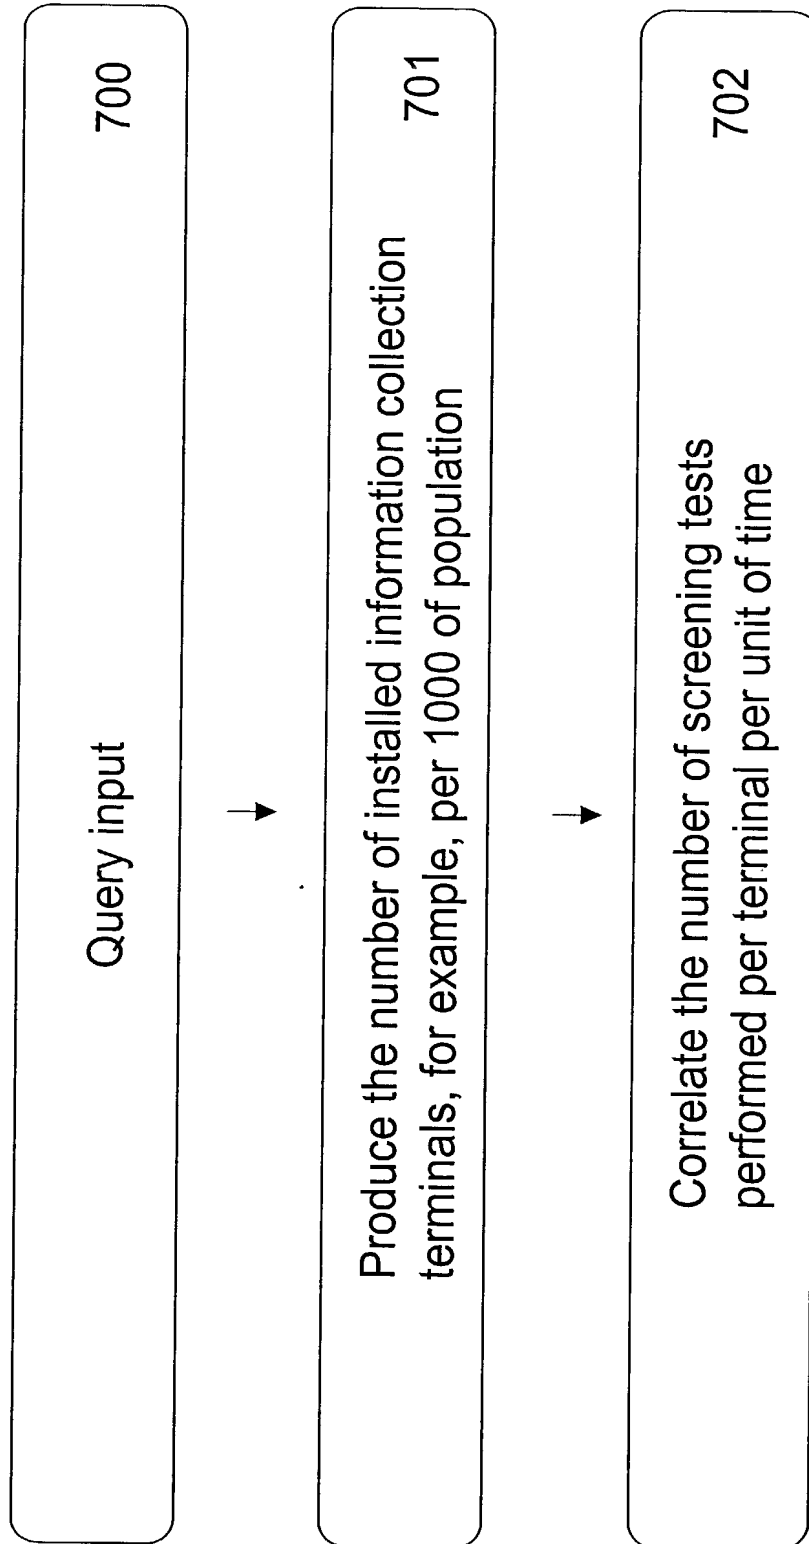 Query input
700
Produce the number of installed information collection
701
terminals, for example, per 1000 of population
Correlate the number of screening tests
702
performed per terminal per unit of time